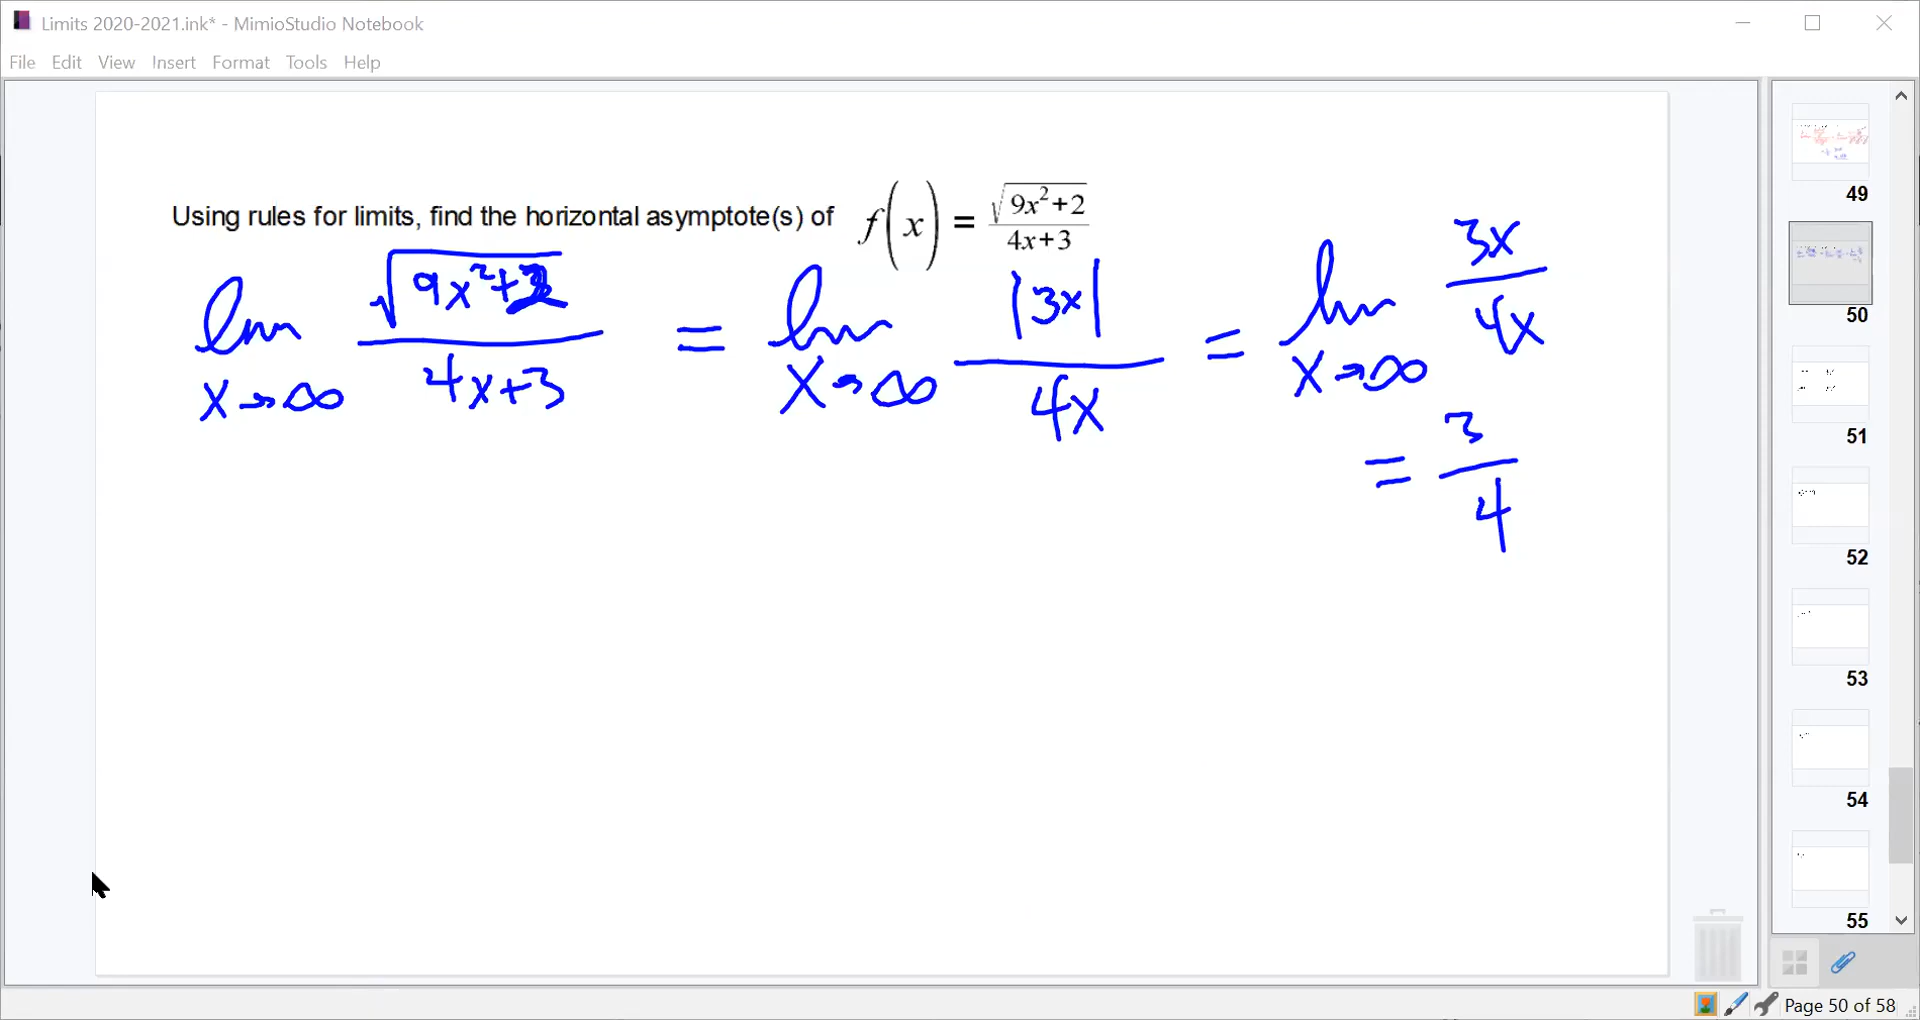 Limits 2020-2021.ink* - MimioStudio Notebook
File Edit View Insert Format Tools Help
Using rules for limits, find the horizontal asymptote(s) of f(x) = √(9x²+2) / (4x+3)
lim x→∞ √(9x²+2) / (4x+3) = lim x→∞ |3x| / 4x = lim x→∞ 3x / 4x
= 3/4
49
50
51
52
53
54
55
Page 50 of 58